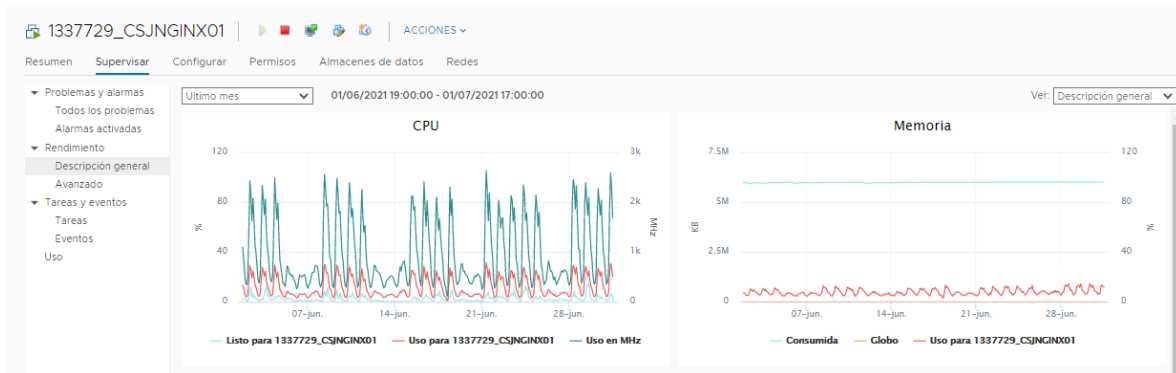 1337729_CSJNGINX01 ACCIONES
Resumen Supervisar Configurar Permisos Almacenes de datos Redes
Problemas y alarmas
Todos los problemas
Alarmas activadas
Rendimiento
Descripción general
Avanzado
Tareas y eventos
Tareas
Eventos
Uso
Último mes 01/06/2021 19:00:00 - 01/07/2021 17:00:00 Ver: Descripción general
CPU
120 3k
80 2k
40 1k
0 0
% MHz
07-jun. 14-jun. 21-jun. 28-jun.
Listo para 1337729_CSJNGINX01 Uso para 1337729_CSJNGINX01 Uso en MHz
Memoria
7.5M 120
5M 80
2.5M 40
0 0
KB %
07-jun. 14-jun. 21-jun. 28-jun.
Consumida Globo Uso para 1337729_CSJNGINX01